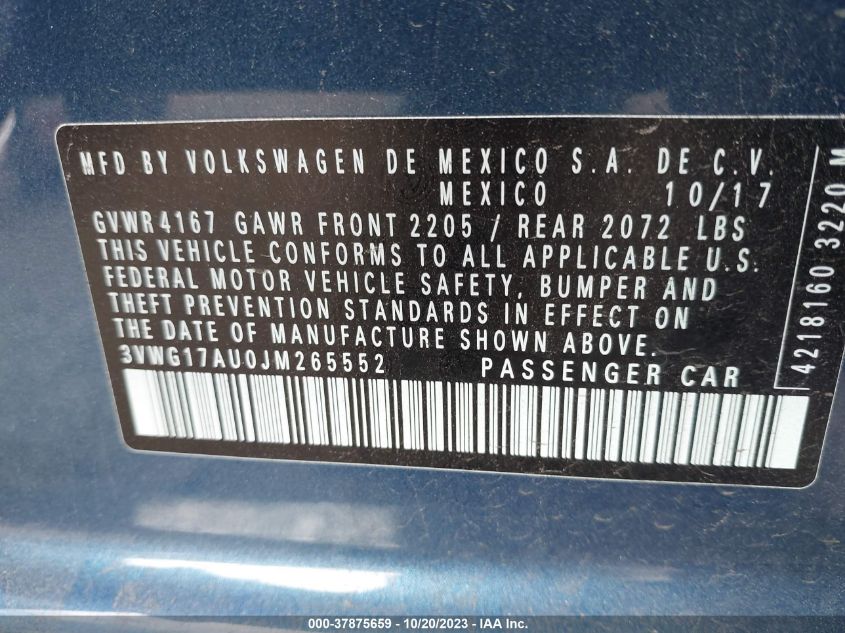 MFD BY VOLKSWAGEN DE MEXICO S.A. DE C.V.
MEXICO 10/17
GVWR4167 GAWR FRONT 2205 / REAR 2072 LBS
THIS VEHICLE CONFORMS TO ALL APPLICABLE U.S.
FEDERAL MOTOR VEHICLE SAFETY, BUMPER AND
THEFT PREVENTION STANDARDS IN EFFECT ON
THE DATE OF MANUFACTURE SHOWN ABOVE.
3VWG17AU0JM265552 PASSENGER CAR
4218160 3220 M
000-37875659 | 10/20/2023 | © IAA Inc.